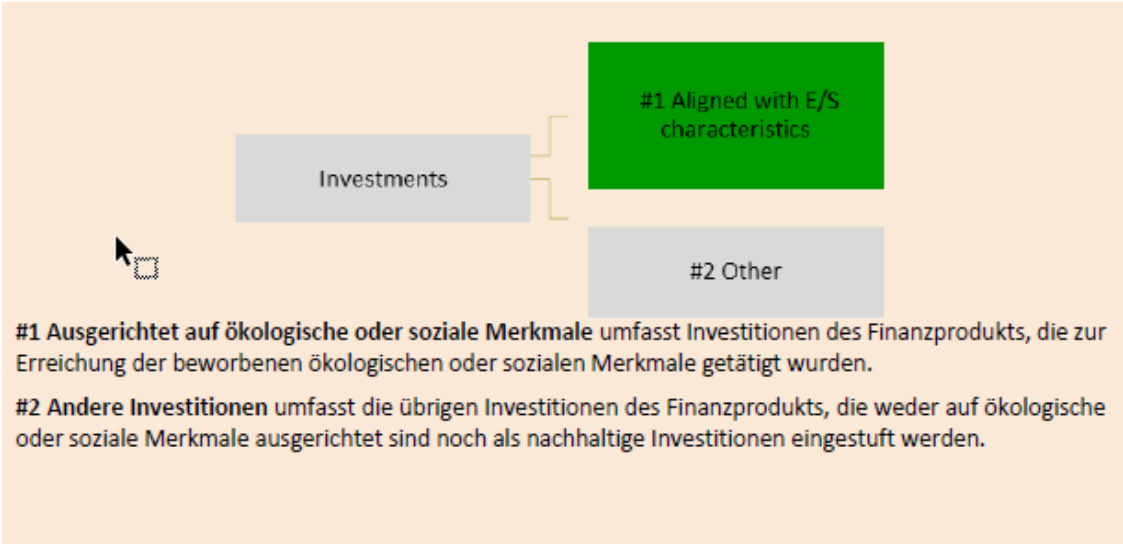 #1 Aligned with E/S
characteristics
Investments
#2 Other
#1 Ausgerichtet auf ökologische oder soziale Merkmale umfasst Investitionen des Finanzprodukts, die zur
Erreichung der beworbenen ökologischen oder sozialen Merkmale getätigt wurden.
#2 Andere Investitionen umfasst die übrigen Investitionen des Finanzprodukts, die weder auf ökologische
oder soziale Merkmale ausgerichtet sind noch als nachhaltige Investitionen eingestuft werden.